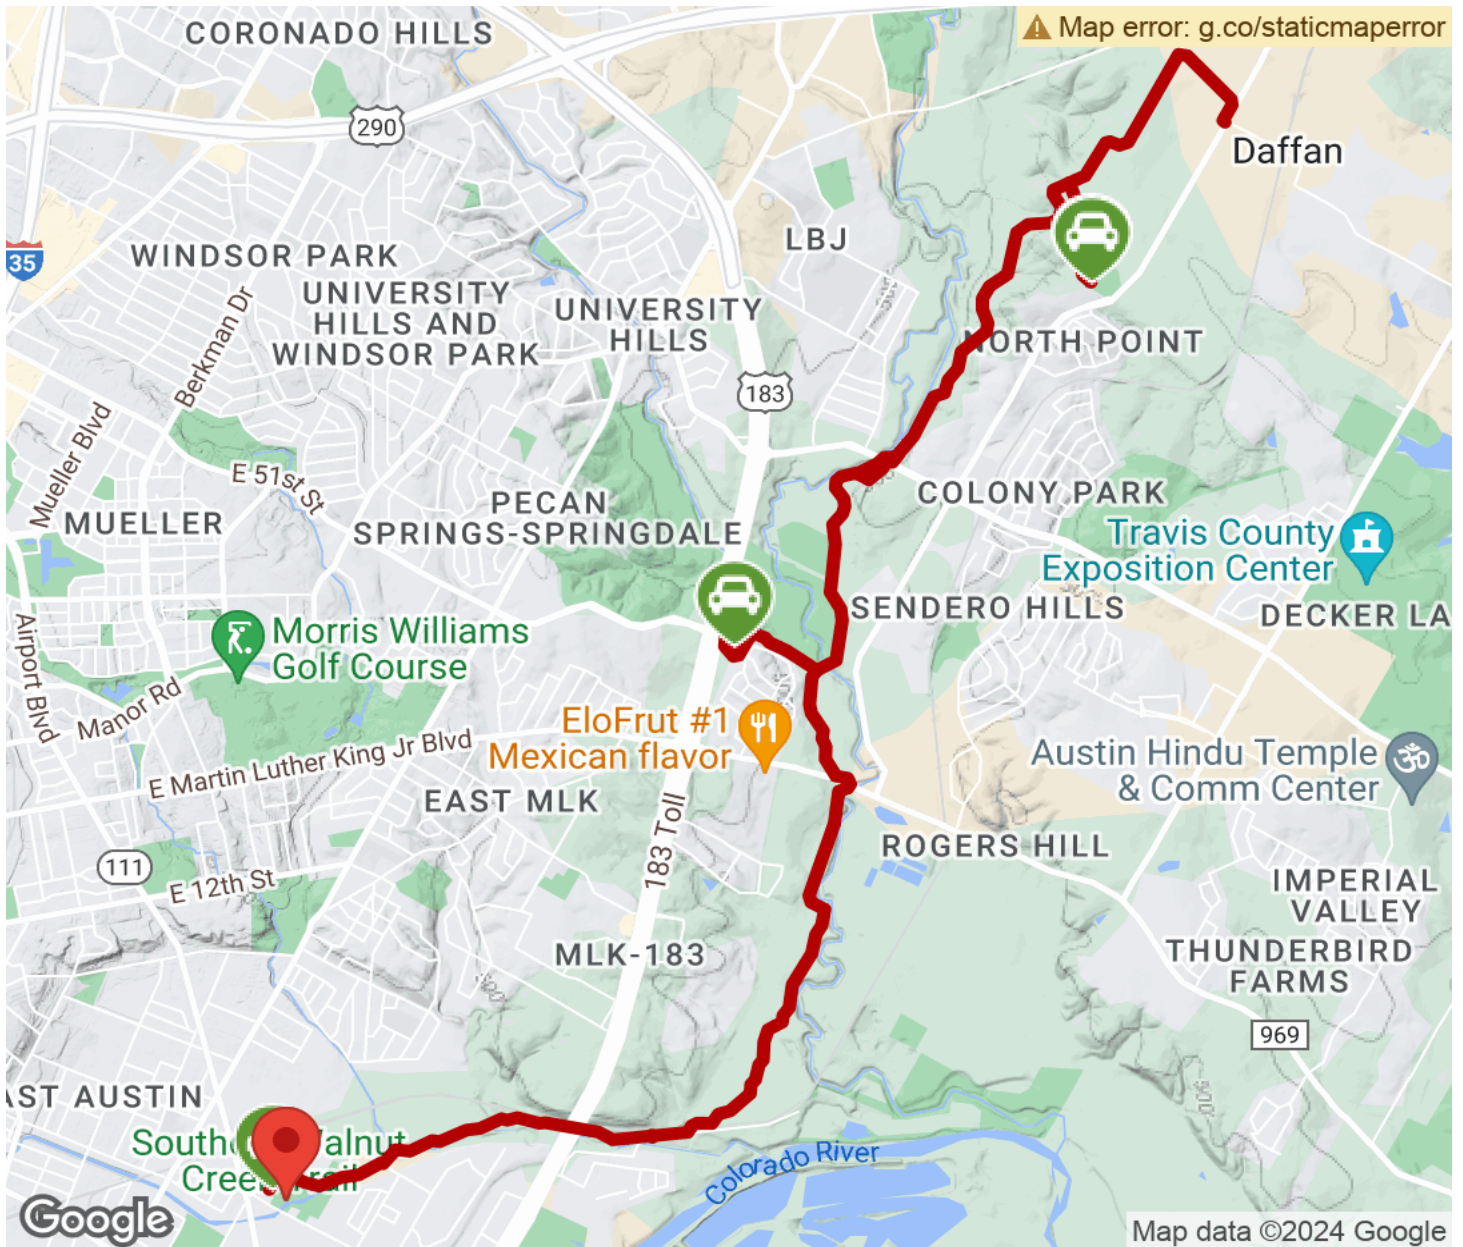 CORONADO HILLS
Map error: g.co/staticmaperror
290
Daffan
35
WINDSOR PARK
LBJ
UNIVERSITY
HILLS AND
WINDSOR PARK
UNIVERSITY
HILLS
Berkman Dr
NORTH POINT
183
Mueller Blvd
E 51st St
MUELLER
PECAN
SPRINGS-SPRINGDALE
COLONY PARK
Travis County
Exposition Center
SENDERO HILLS
DECKER LA
Airport Blvd
Morris Williams
Golf Course
Manor Rd
EloFrut #1
Mexican flavor
E Martin Luther King Jr Blvd
Austin Hindu Temple
& Comm Center
EAST MLK
183 Toll
ROGERS HILL
111
E 12th St
IMPERIAL
VALLEY
MLK-183
THUNDERBIRD
FARMS
969
AST AUSTIN
500
Colorado River
Google
Map data ©2024 Google